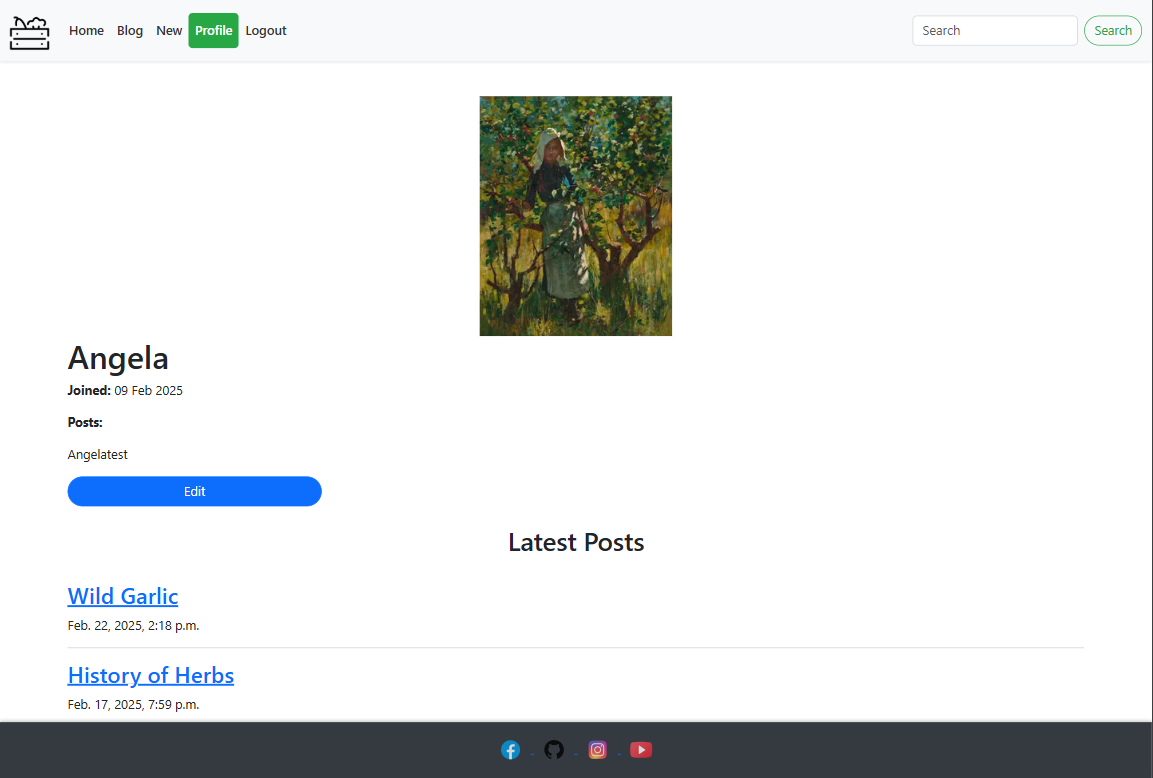 Home Blog New Profile Logout Search Search
Angela
Joined: 09 Feb 2025
Posts:
Angelatest
Edit
Latest Posts
Wild Garlic
Feb. 22, 2025, 2:18 p.m.
History of Herbs
Feb. 17, 2025, 7:59 p.m.